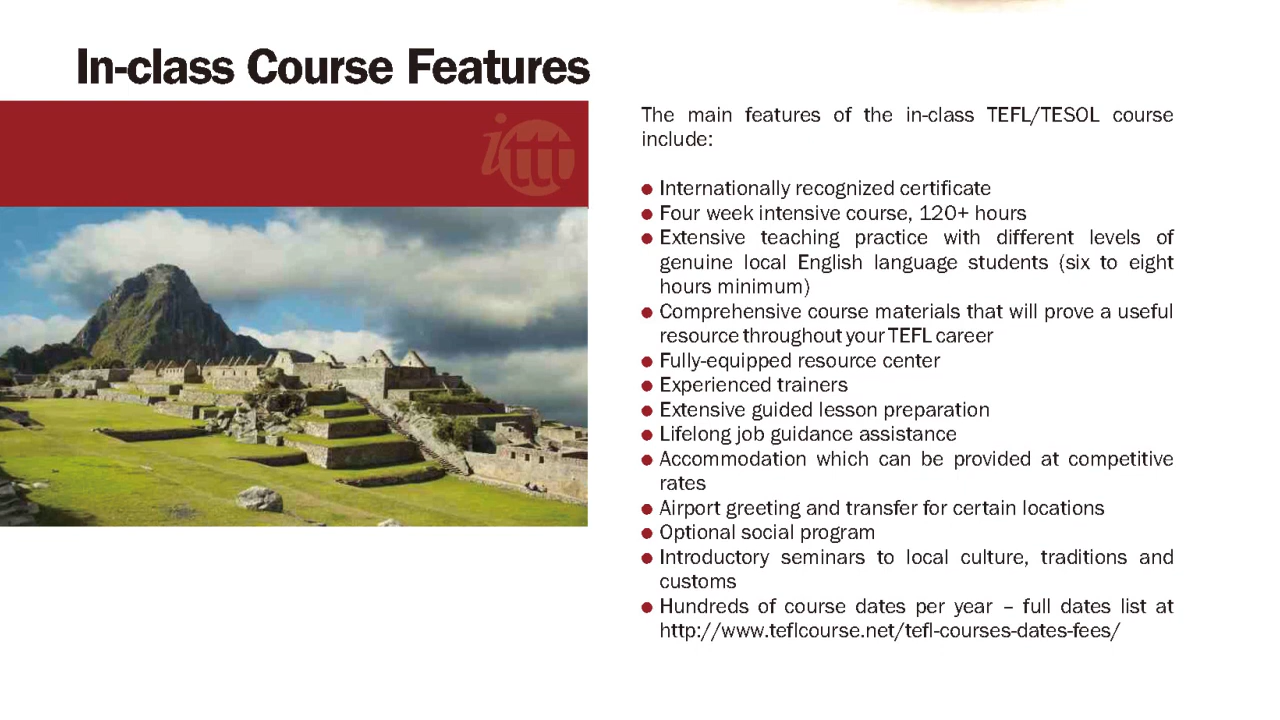 In-class Course Features
ittt
The main features of the in-class TEFL/TESOL course
include:
● Internationally recognized certificate
● Four week intensive course, 120+ hours
● Extensive teaching practice with different levels of
genuine local English language students (six to eight
hours minimum)
● Comprehensive course materials that will prove a useful
resource throughout your TEFL career
● Fully-equipped resource center
● Experienced trainers
● Extensive guided lesson preparation
● Lifelong job guidance assistance
● Accommodation which can be provided at competitive
rates
● Airport greeting and transfer for certain locations
● Optional social program
● Introductory seminars to local culture, traditions and
customs
● Hundreds of course dates per year – full dates list at
http://www.teflcourse.net/tefl-courses-dates-fees/